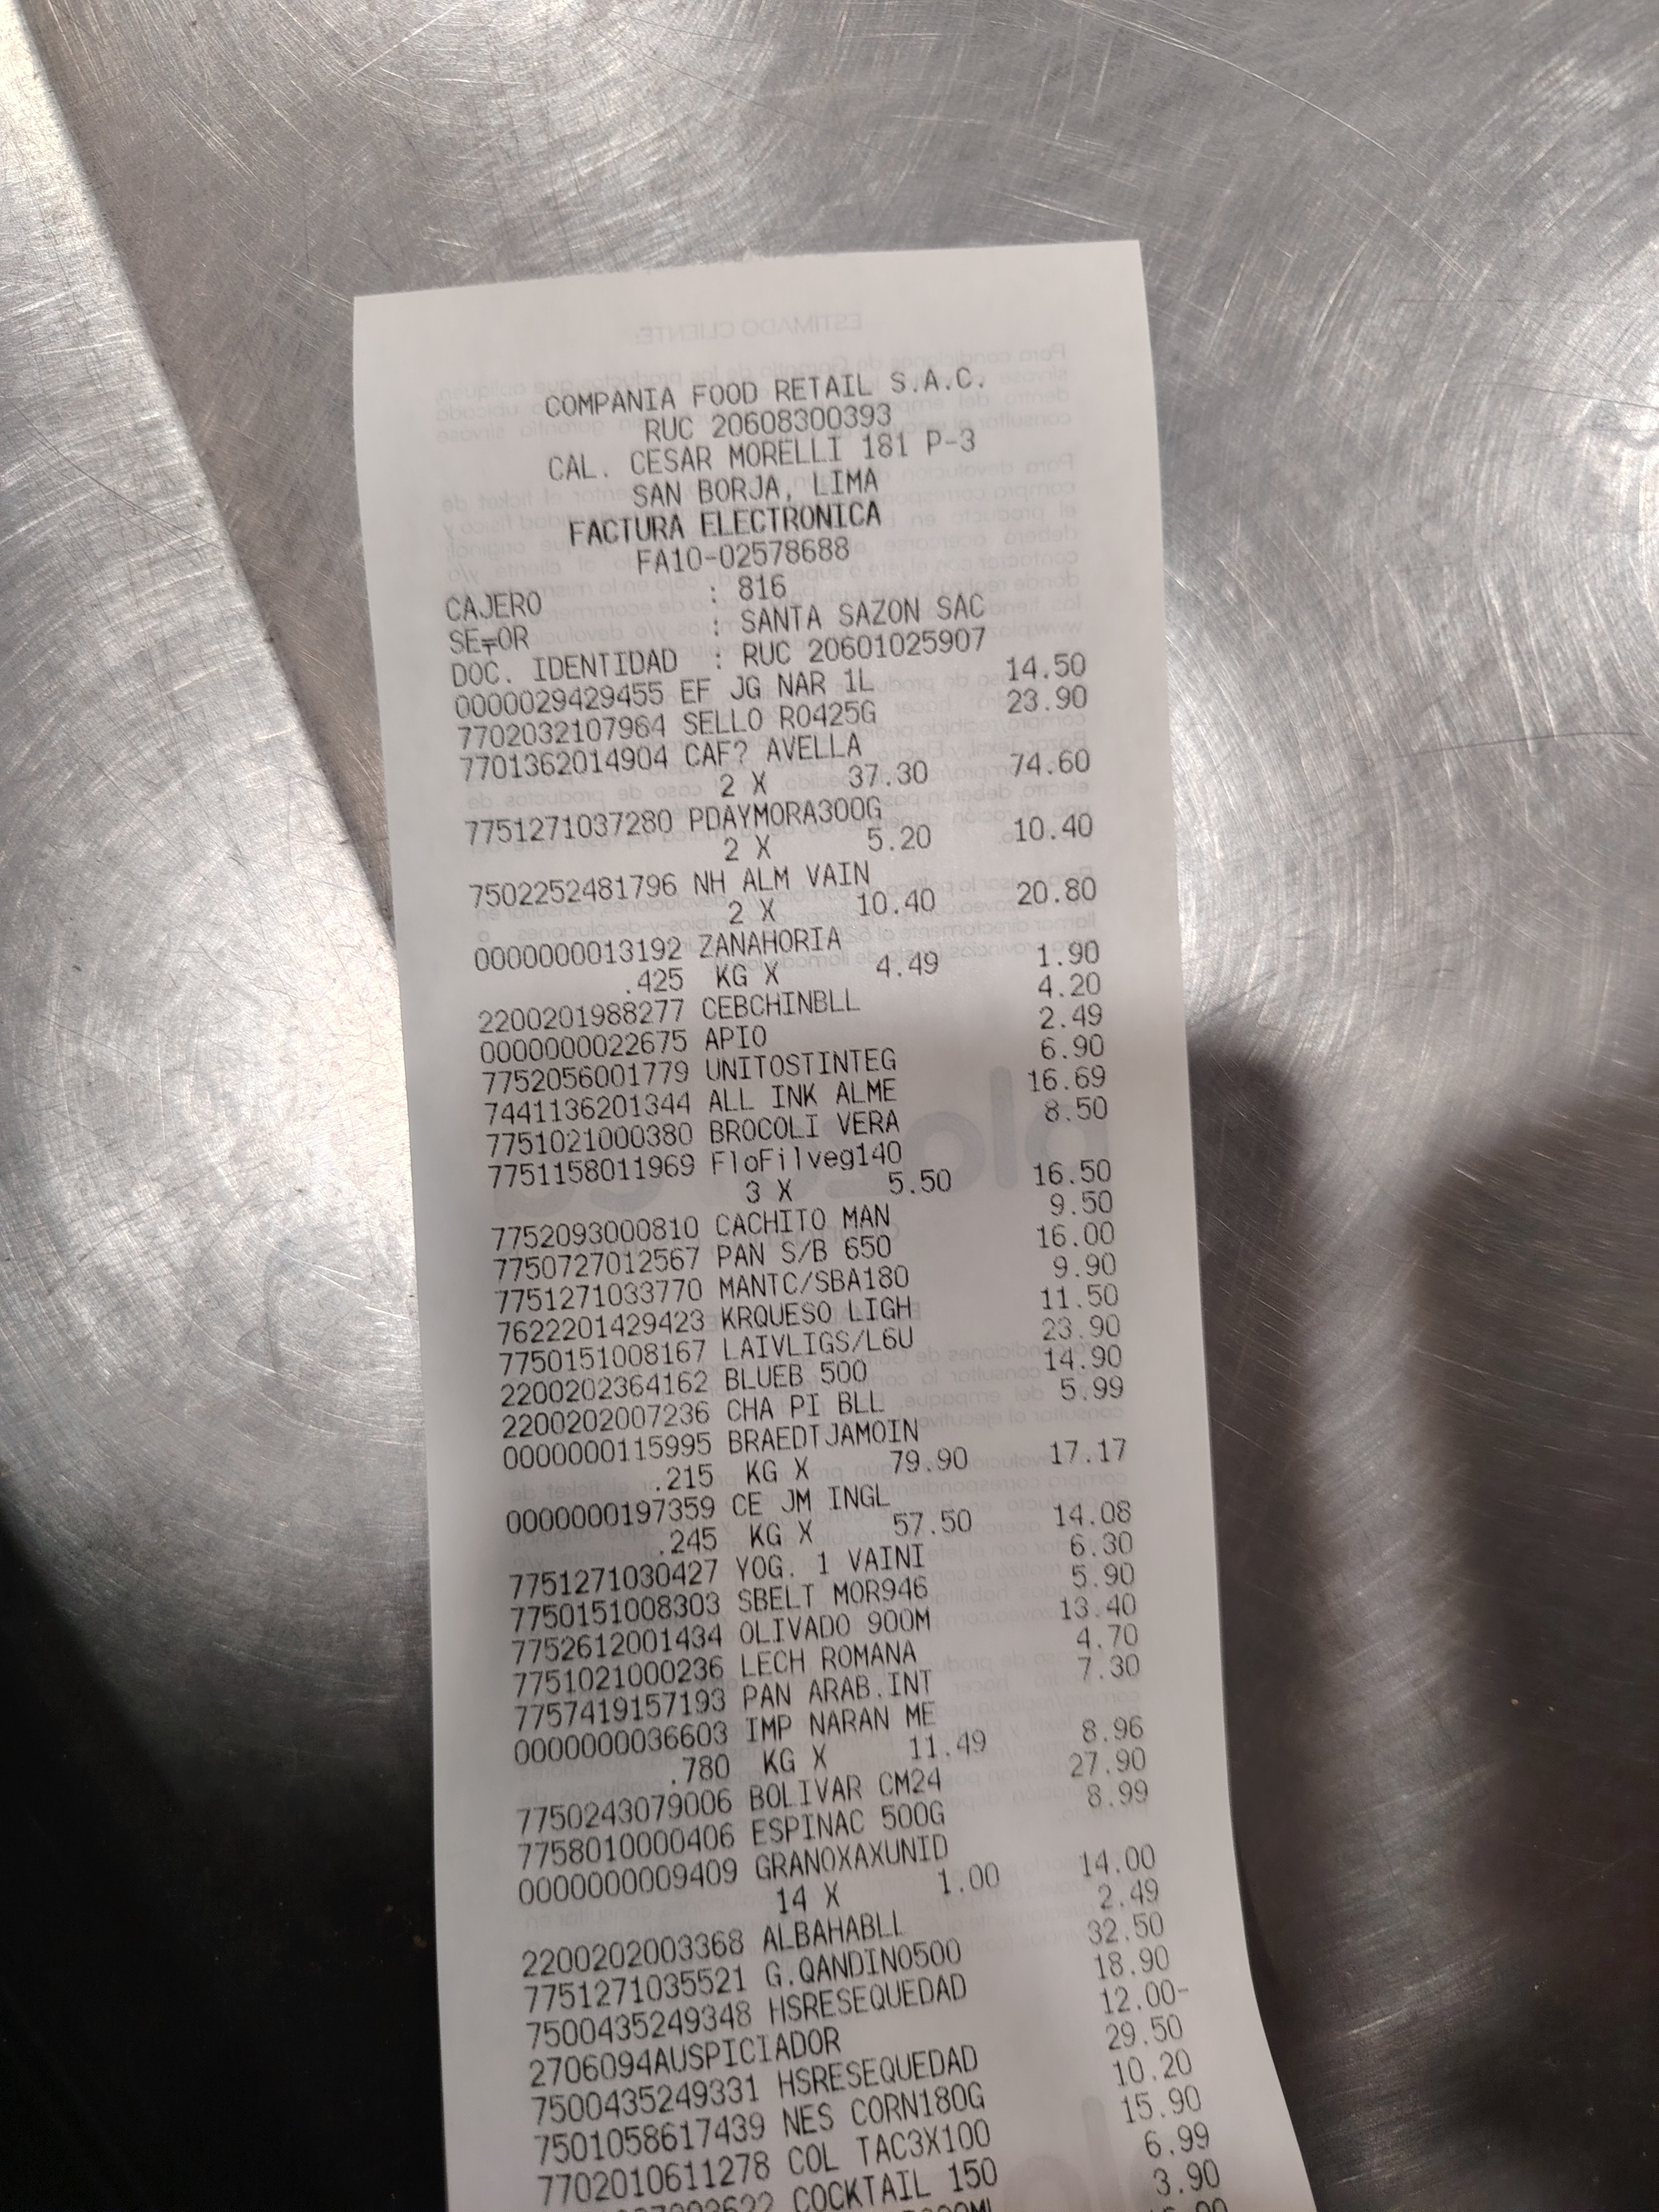 COMPANIA FOOD RETAIL S.A.C.
RUC 20608300393
CAL. CESAR MORELLI 181 P-3
SAN BORJA, LIMA
FACTURA ELECTRONICA
FA10-02578688
CAJERO : 816
SE╤OR : SANTA SAZON SAC
DOC. IDENTIDAD : RUC 20601025907
0000029429455 EF JG NAR 1L 14.50
7702032107964 SELLO RO425G 23.90
7701362014904 CAF? AVELLA
2 X 37.30 74.60
7751271037280 PDAYMORA300G
2 X 5.20 10.40
7502252481796 NH ALM VAIN
2 X 10.40 20.80
0000000013192 ZANAHORIA
.425 KG X 4.49 1.90
2200201988277 CEBCHINBLL 4.20
0000000022675 APIO 2.49
7752056001779 UNITOSTINTEG 6.90
7441136201344 ALL INK ALME 16.69
7751021000380 BROCOLI VERA 8.50
7751158011969 FloFilveg140
3 X 5.50 16.50
7752093000810 CACHITO MAN 9.50
7750727012567 PAN S/B 650 16.00
7751271033770 MANTC/SBA180 9.90
7622201429423 KRQUESO LIGH 11.50
7750151008167 LAIVLIGS/L6U 23.90
2200202364162 BLUEB 500 14.90
2200202007236 CHA PI BLL 5.99
0000000115995 BRAEDTJAMOIN
.215 KG X 79.90 17.17
0000000197359 CE JM INGL
.245 KG X 57.50 14.08
7751271030427 YOG. 1 VAINI 6.30
7750151008303 SBELT MOR946 5.90
7752612001434 OLIVADO 900M 13.40
7751021000236 LECH ROMANA 4.70
7757419157193 PAN ARAB.INT 7.30
0000000036603 IMP NARAN ME
.780 KG X 11.49 8.96
7750243079006 BOLIVAR CM24 27.90
7758010000406 ESPINAC 500G 8.99
0000000009409 GRANOXAXUNID
14 X 1.00 14.00
2200202003368 ALBAHABLL 2.49
7751271035521 G.QANDINO500 32.50
7500435249348 HSRESEQUEDAD 18.90
2706094AUSPICIADOR 12.00-
7500435249331 HSRESEQUEDAD 29.50
7501058617439 NES CORN180G 10.20
7702010611278 COL TAC3X100 15.90
COCKTAIL 150 6.99
3.90